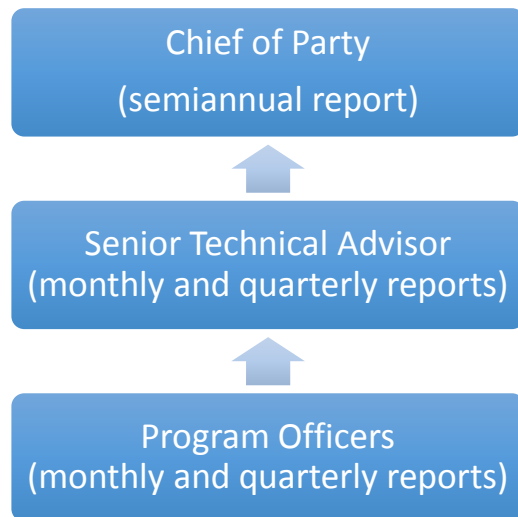 Chief of Party
(semiannual report)
Senior Technical Advisor
(monthly and quarterly reports)
Program Officers
(monthly and quarterly reports)